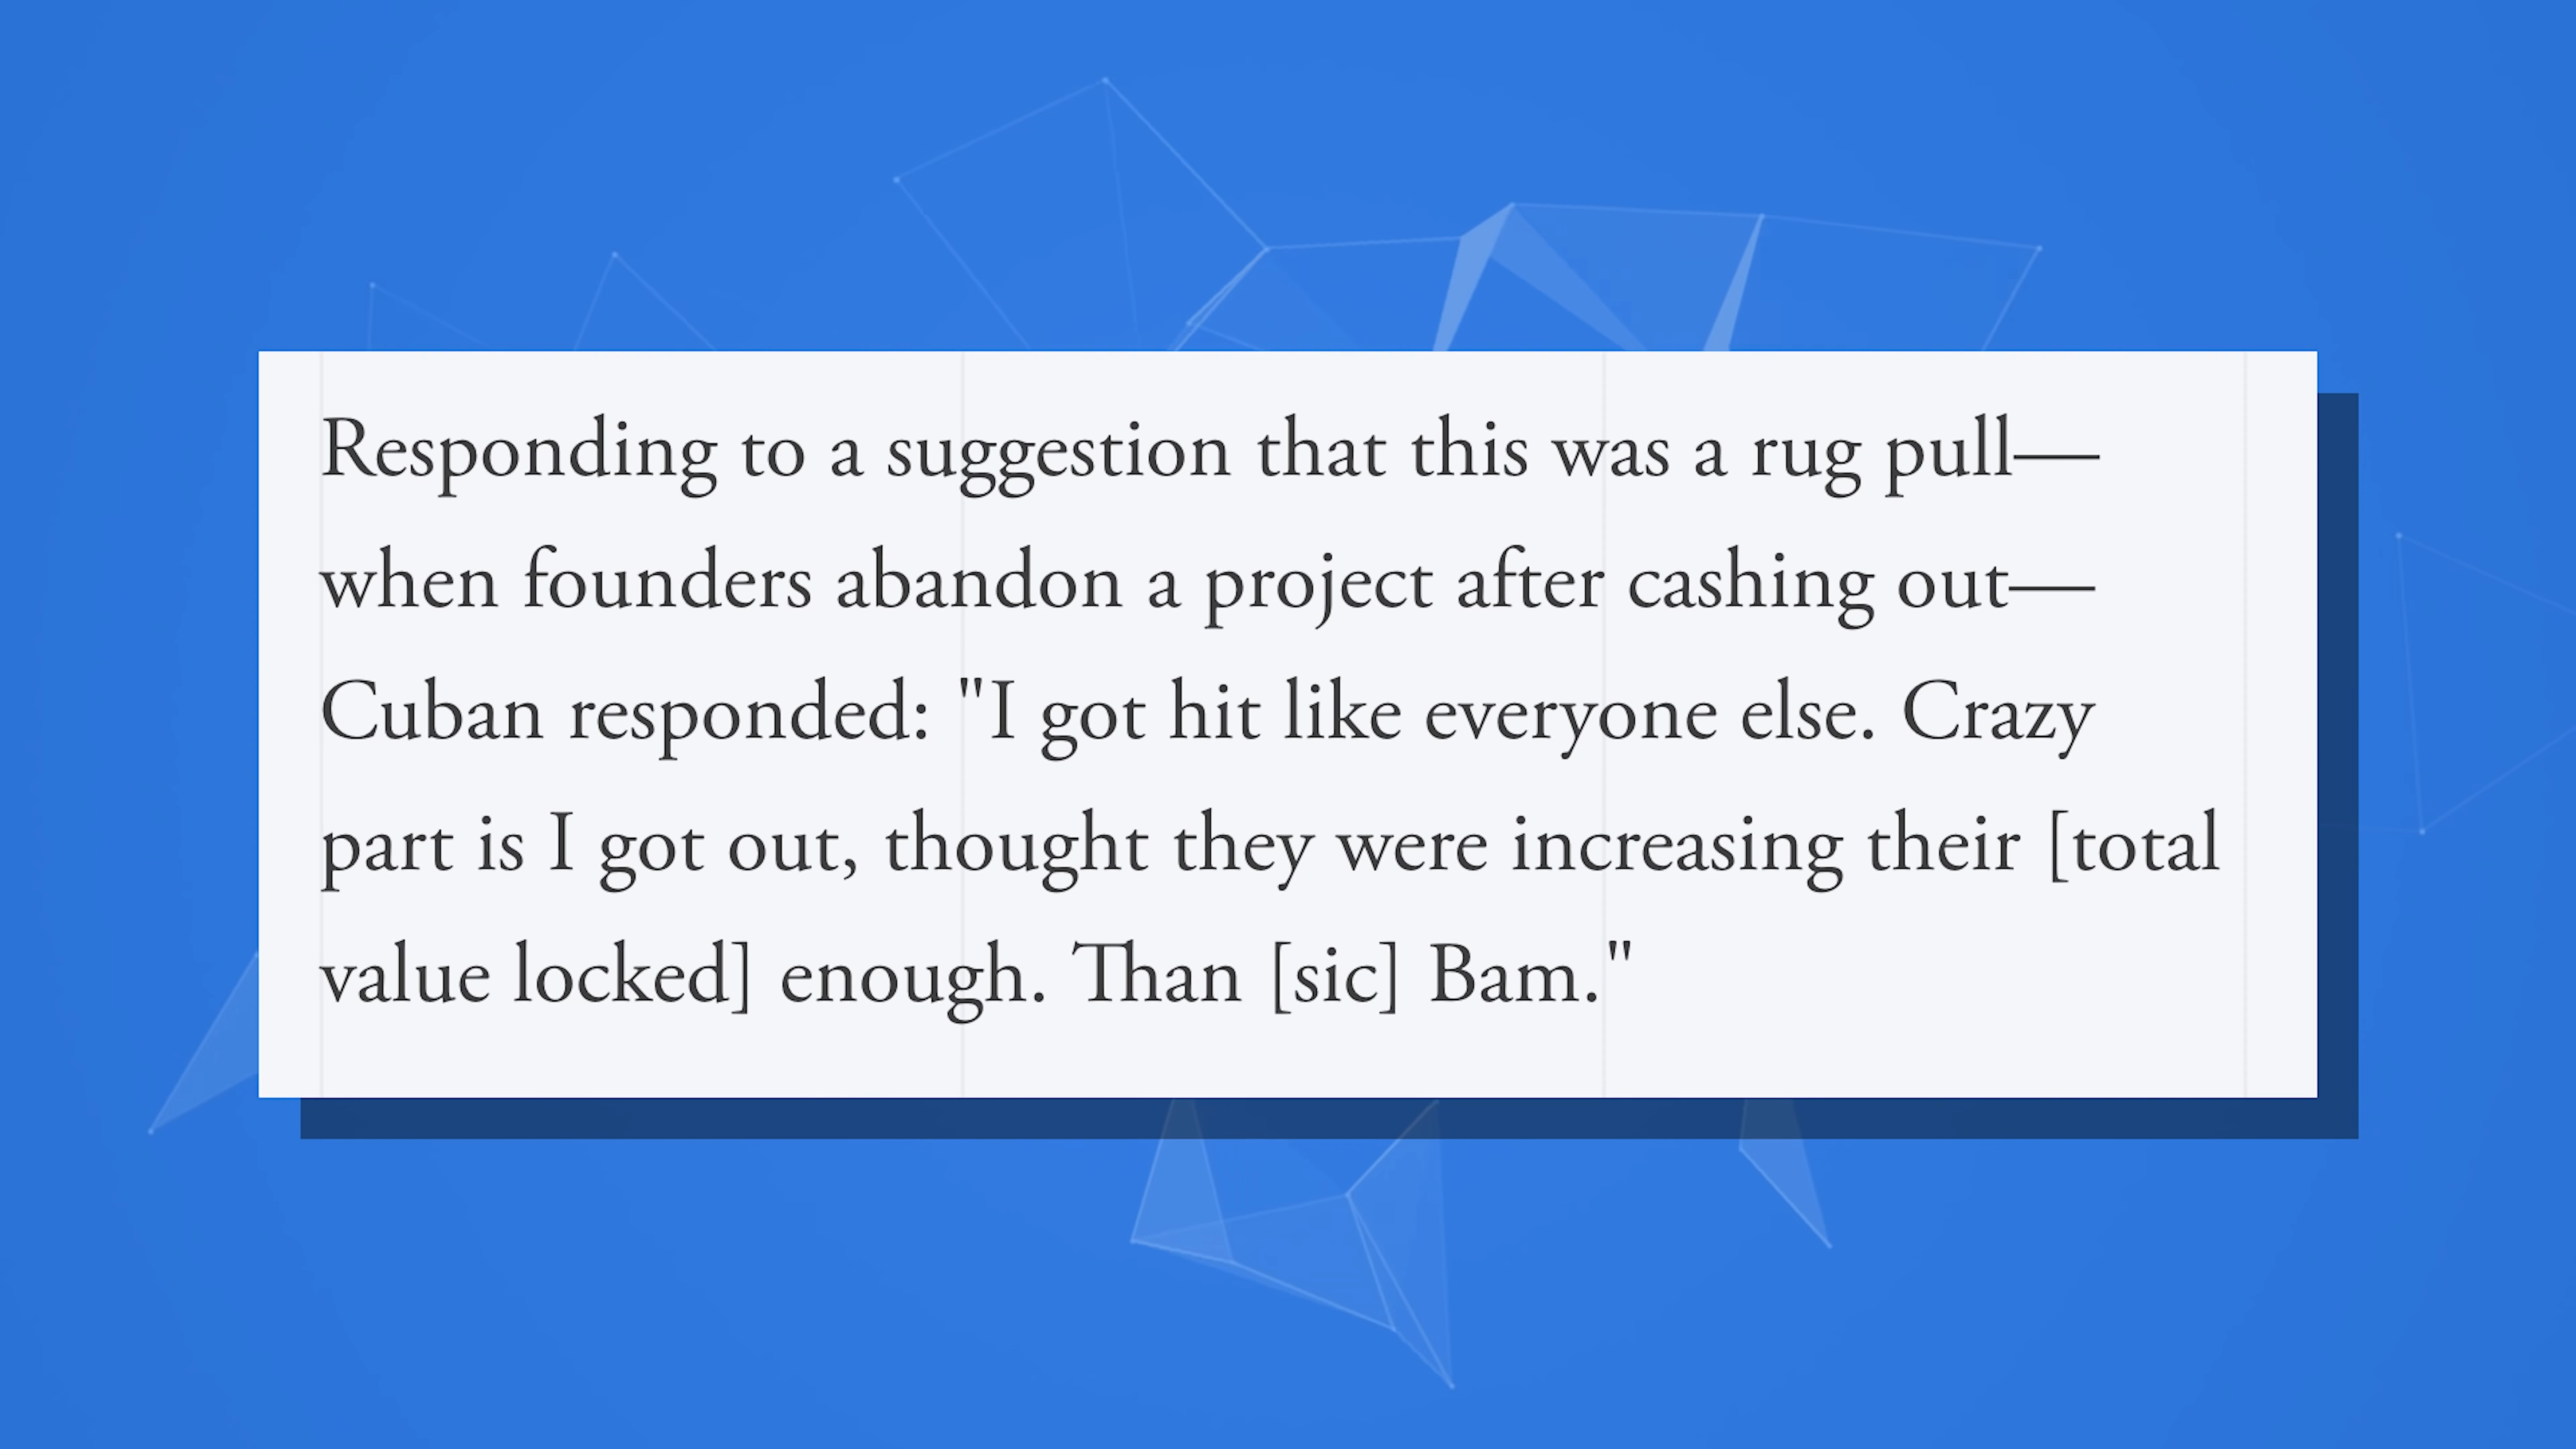 Responding to a suggestion that this was a rug pull—
when founders abandon a project after cashing out—
Cuban responded: "I got hit like everyone else. Crazy
part is I got out, thought they were increasing their [total
value locked] enough. Than [sic] Bam."